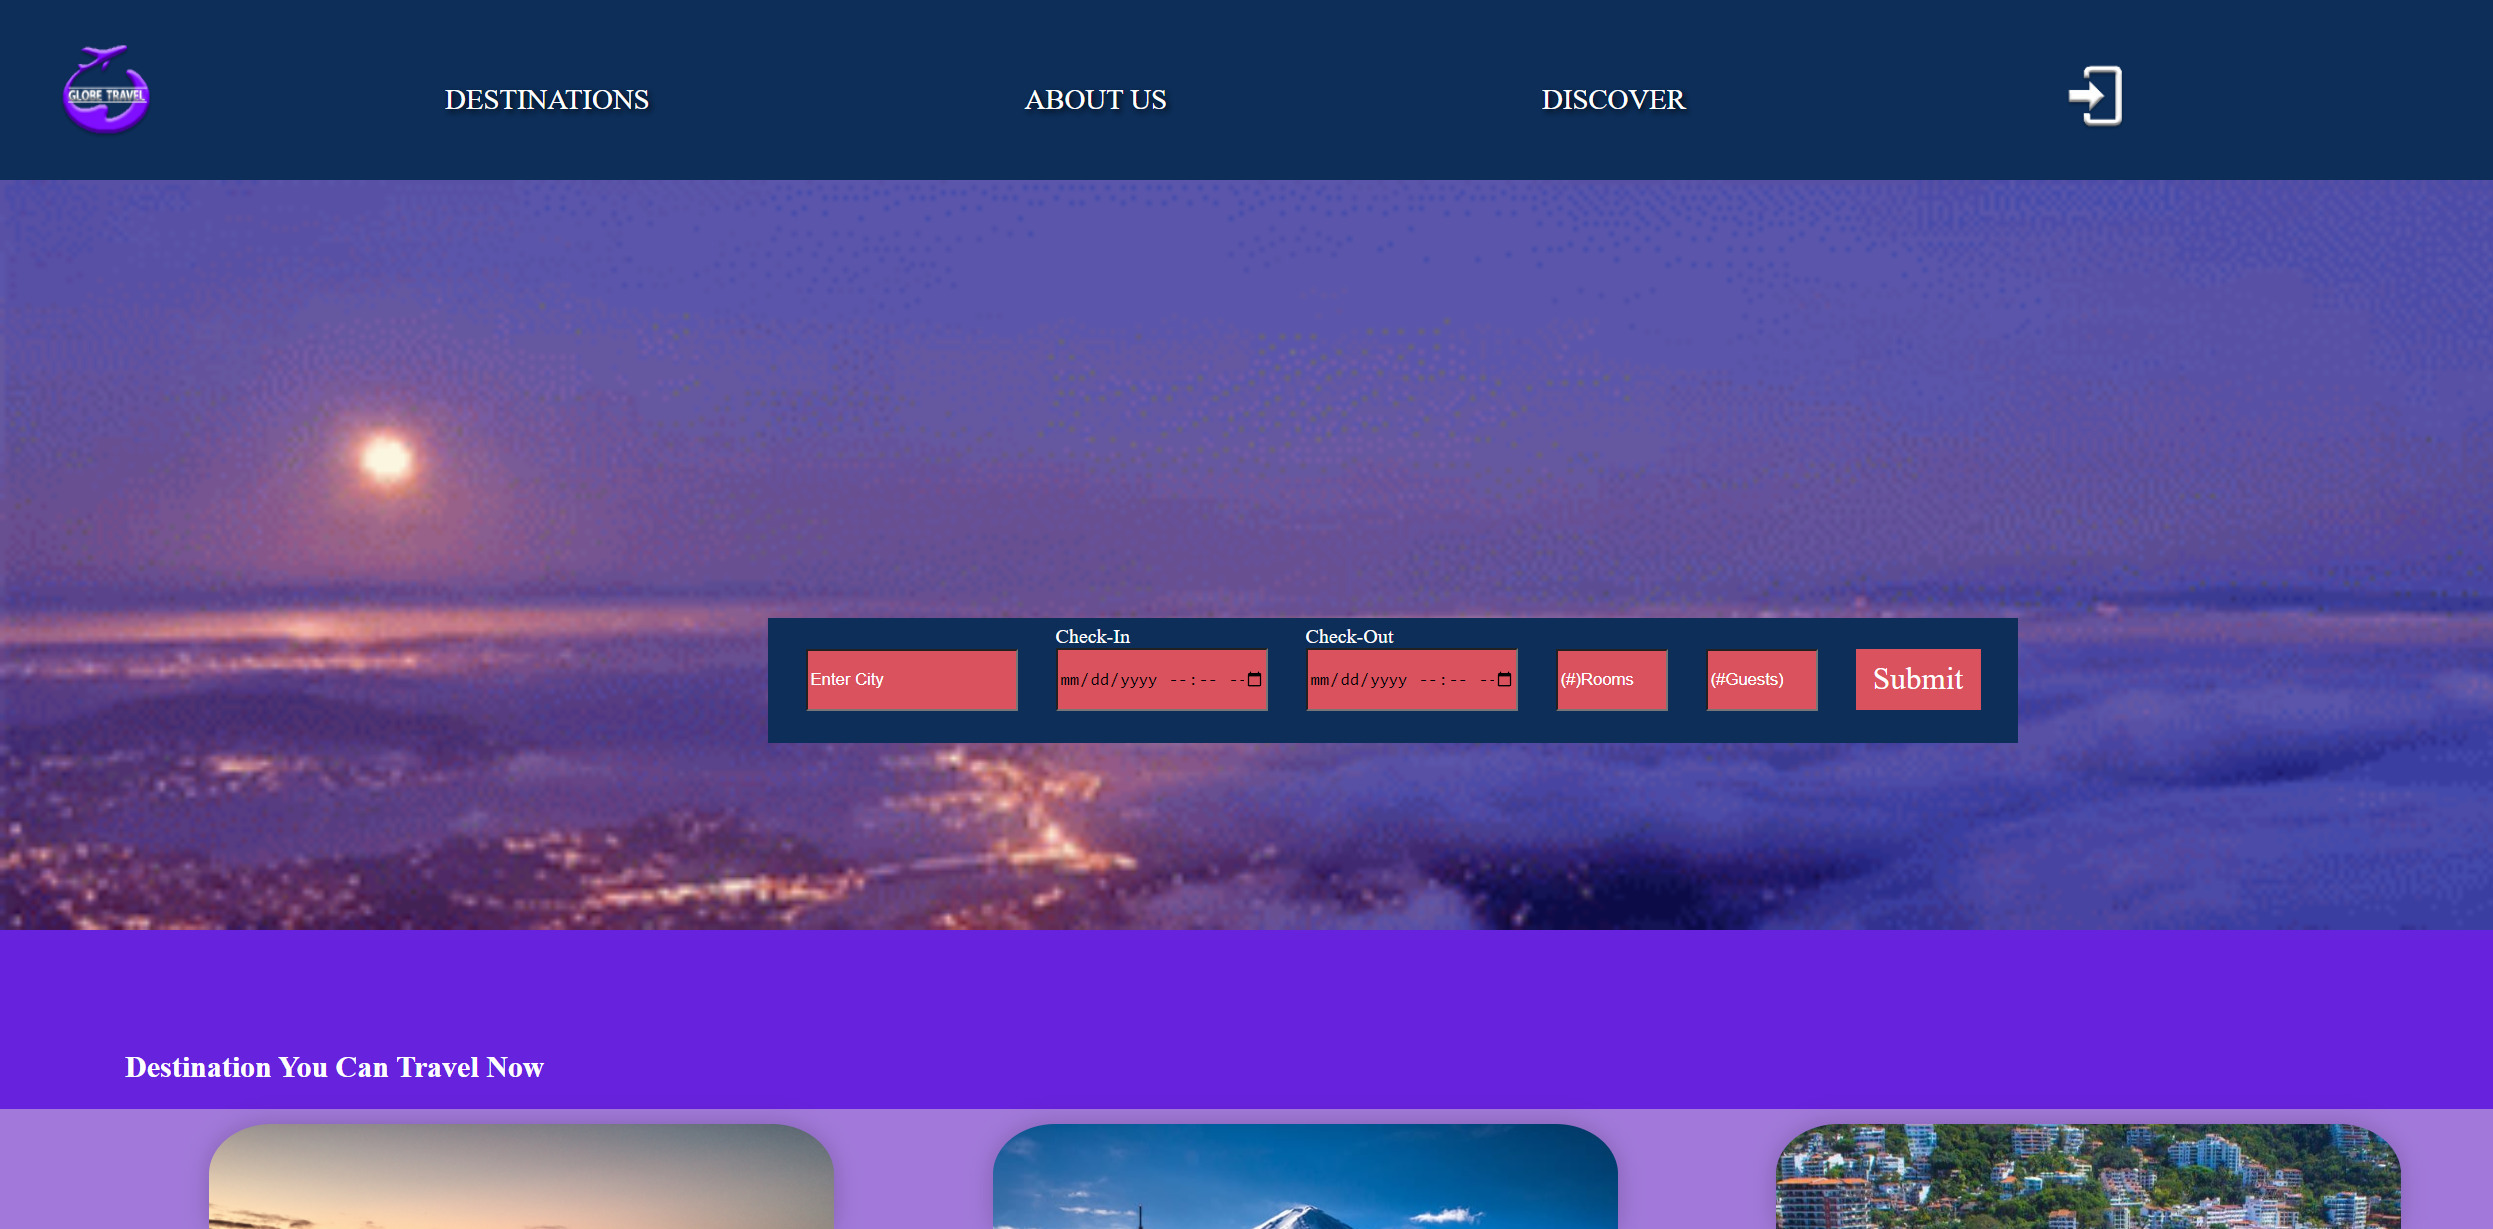 GLOBE TRAVEL
DESTINATIONS
ABOUT US
DISCOVER
Check-In
Check-Out
Enter City
mm/dd/yyyy --:-- --
mm/dd/yyyy --:-- --
(#)Rooms
(#Guests)
Submit
Destination You Can Travel Now